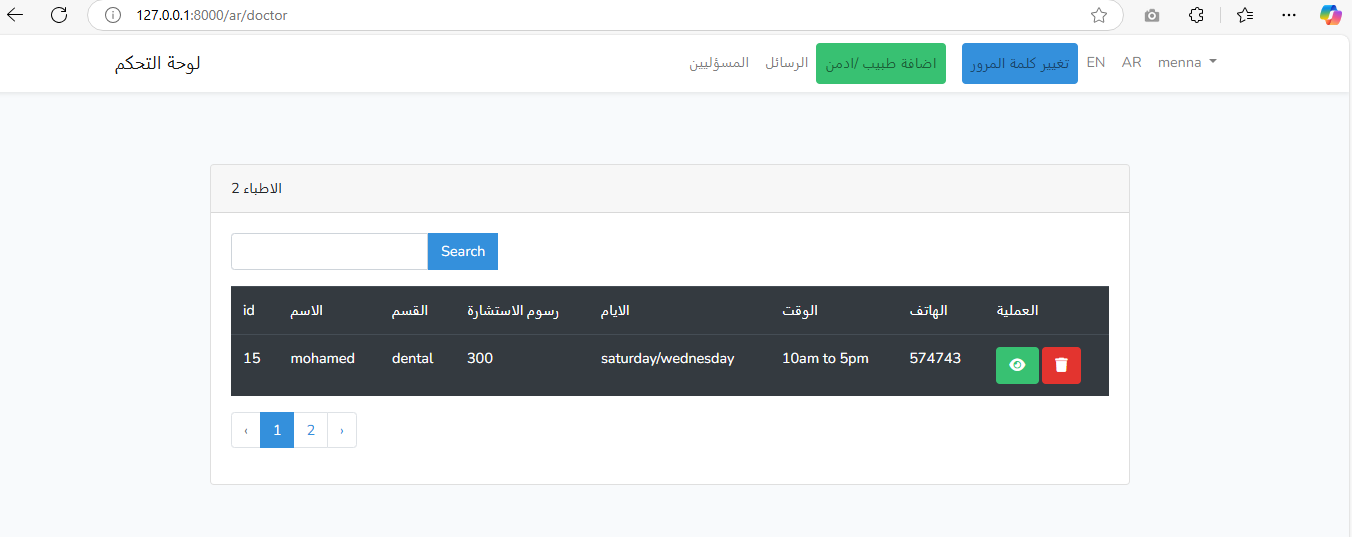 127.0.0.1:8000/ar/doctor
لوحة التحكم المسؤليين الرسائل اضافة طبيب /ادمن تغيير كلمة المرور EN AR menna
الاطباء 2
Search
id الاسم القسم رسوم الاستشارة الايام الوقت الهاتف العملية
15 mohamed dental 300 saturday/wednesday 10am to 5pm 574743
‹ 1 2 ›